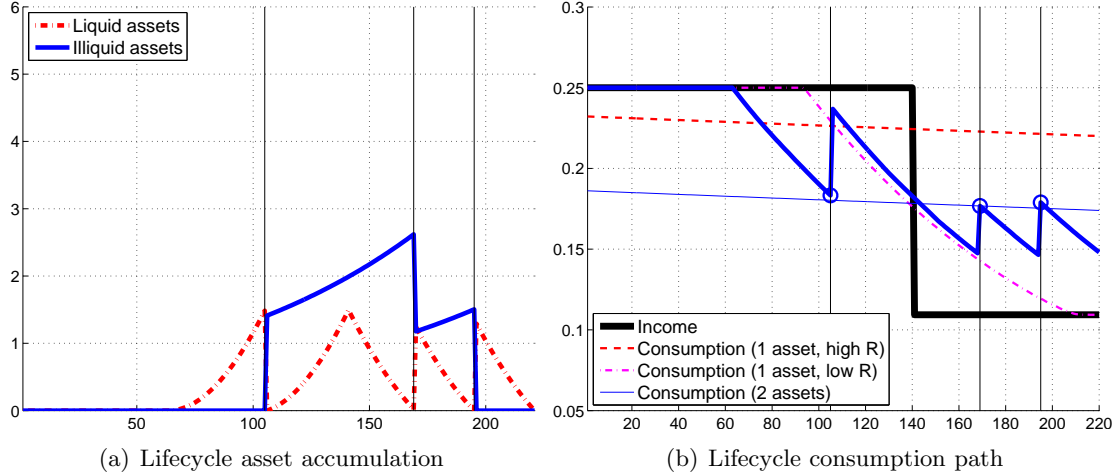 6
5
4
3
2
1
0
50
100
150
200
Liquid assets
Illiquid assets
(a) Lifecycle asset accumulation
0.3
0.25
0.2
0.15
0.1
0.05
20 40 60 80 100 120 140 160 180 200 220
Income
Consumption (1 asset, high R)
Consumption (1 asset, low R)
Consumption (2 assets)
(b) Lifecycle consumption path